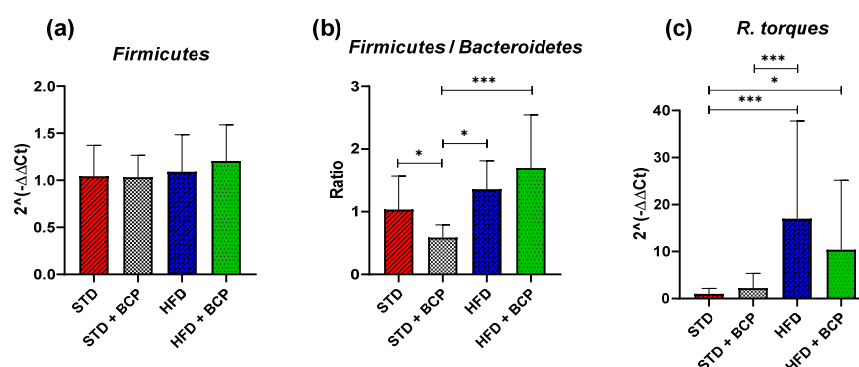 (a)
Firmicutes
2^(-ΔΔCt)
2.0
1.5
1.0
0.5
0.0
STD
STD + BCP
HFD
HFD + BCP
(b)
Firmicutes / Bacteroidetes
Ratio
3
2
1
0
*
*
***
STD
STD + BCP
HFD
HFD + BCP
(c)
R. torques
2^(-ΔΔCt)
40
30
20
10
0
***
*
***
STD
STD + BCP
HFD
HFD + BCP